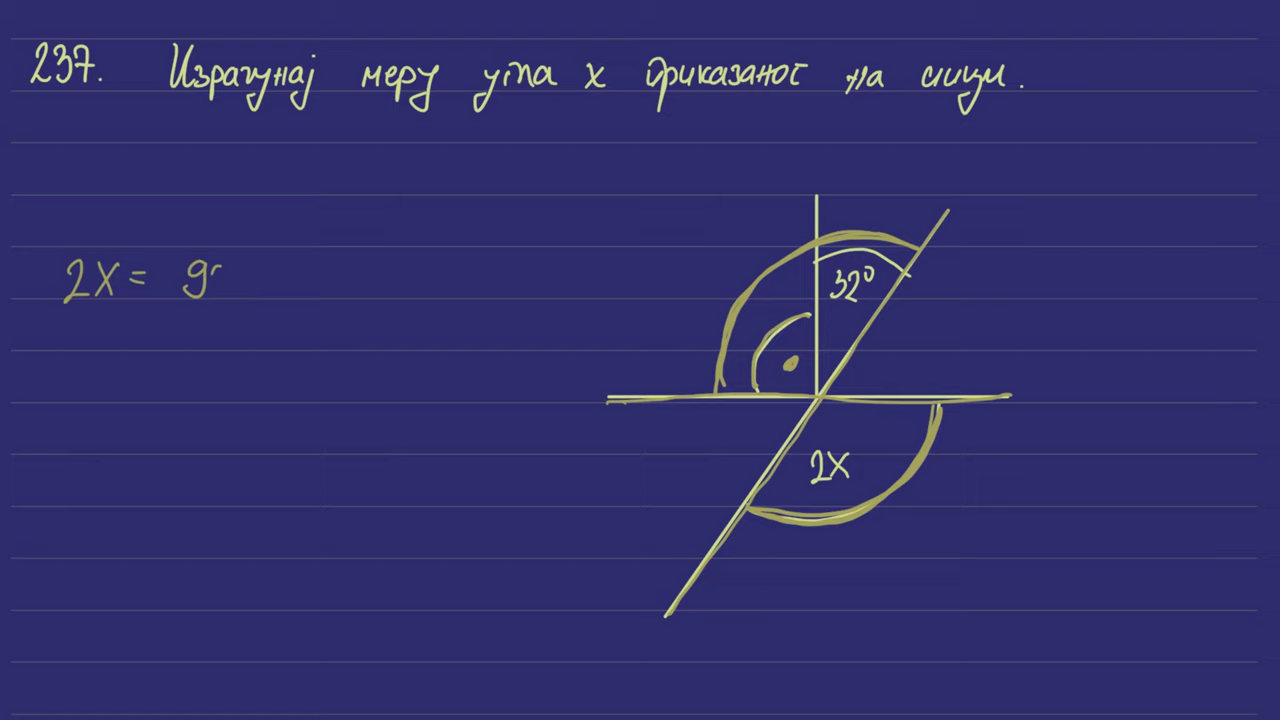 237. Израчунај меру угла х приказаног на слици.
2X = 9
32°
2X